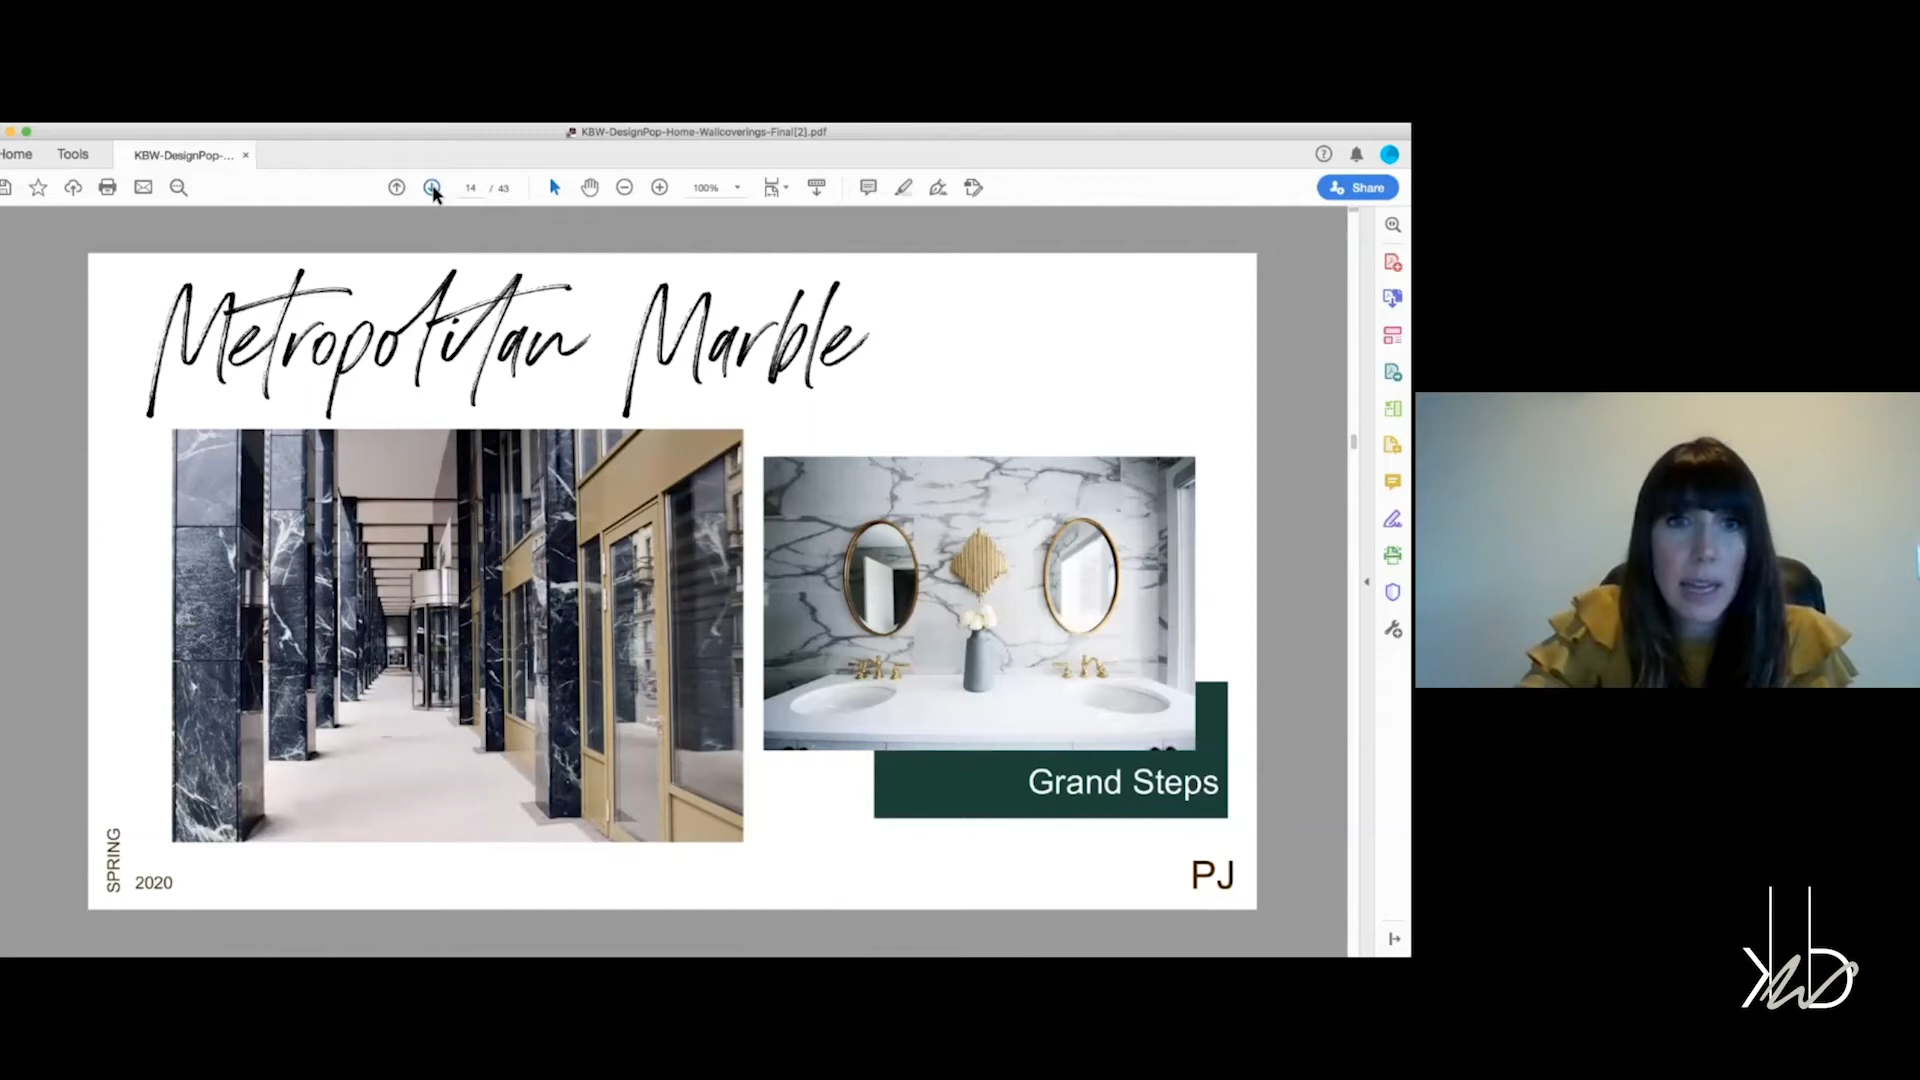 KBW-DesignPop-Home-Wallcoverings-Final[2].pdf
Home
Tools
KBW-DesignPop-...
14 / 43
100%
Share
Metropolitan Marble
Grand Steps
SPRING
2020
PJ
kbw